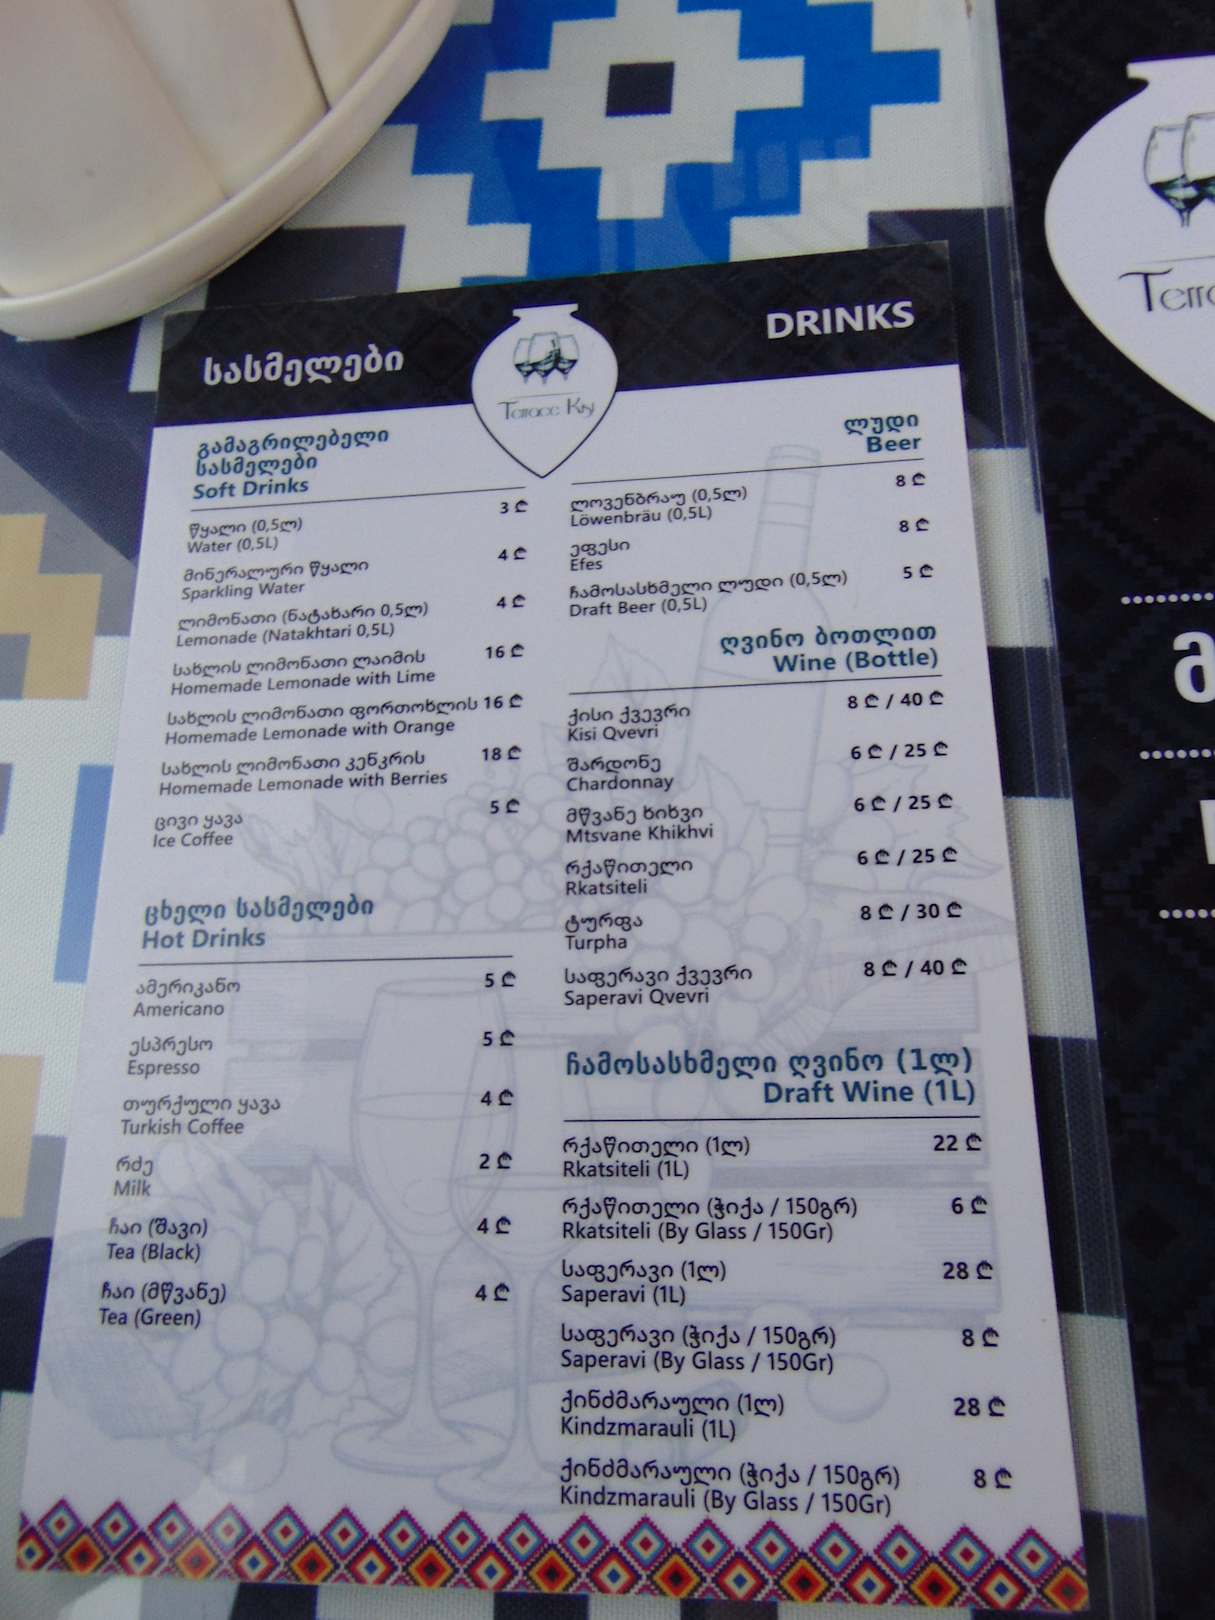 სასმელები
DRINKS
Terrace Kisi
გამაგრილებელი
სასმელები
Soft Drinks
წყალი (0,5ლ) 3 ₾
Water (0,5L)
მინერალური წყალი 4 ₾
Sparkling Water
ლიმონათი (ნატახარი 0,5ლ) 4 ₾
Lemonade (Natakhtari 0,5L)
სახლის ლიმონათი ლაიმის 16 ₾
Homemade Lemonade with Lime
სახლის ლიმონათი ფორთოხლის 16 ₾
Homemade Lemonade with Orange
სახლის ლიმონათი კენკრის 18 ₾
Homemade Lemonade with Berries
ცივი ყავა 5 ₾
Ice Coffee
ცხელი სასმელები
Hot Drinks
ამერიკანო 5 ₾
Americano
ესპრესო 5 ₾
Espresso
თურქული ყავა 4 ₾
Turkish Coffee
რძე 2 ₾
Milk
ჩაი (შავი) 4 ₾
Tea (Black)
ჩაი (მწვანე) 4 ₾
Tea (Green)
ლუდი
Beer
ლოვენბრაუ (0,5ლ) 8 ₾
Löwenbräu (0,5L)
ეფესი 8 ₾
Efes
ჩამოსასხმელი ლუდი (0,5ლ) 5 ₾
Draft Beer (0,5L)
ღვინო ბოთლით
Wine (Bottle)
ქისი ქვევრი 8 ₾ / 40 ₾
Kisi Qvevri
შარდონე 6 ₾ / 25 ₾
Chardonnay
მწვანე ხიხვი 6 ₾ / 25 ₾
Mtsvane Khikhvi
რქაწითელი 6 ₾ / 25 ₾
Rkatsiteli
ტურფა 8 ₾ / 30 ₾
Turpha
საფერავი ქვევრი 8 ₾ / 40 ₾
Saperavi Qvevri
ჩამოსასხმელი ღვინო (1ლ)
Draft Wine (1L)
რქაწითელი (1ლ) 22 ₾
Rkatsiteli (1L)
რქაწითელი (ჭიქა / 150გრ) 6 ₾
Rkatsiteli (By Glass / 150Gr)
საფერავი (1ლ) 28 ₾
Saperavi (1L)
საფერავი (ჭიქა / 150გრ) 8 ₾
Saperavi (By Glass / 150Gr)
ქინძმარაული (1ლ) 28 ₾
Kindzmarauli (1L)
ქინძმარაული (ჭიქა / 150გრ) 8 ₾
Kindzmarauli (By Glass / 150Gr)